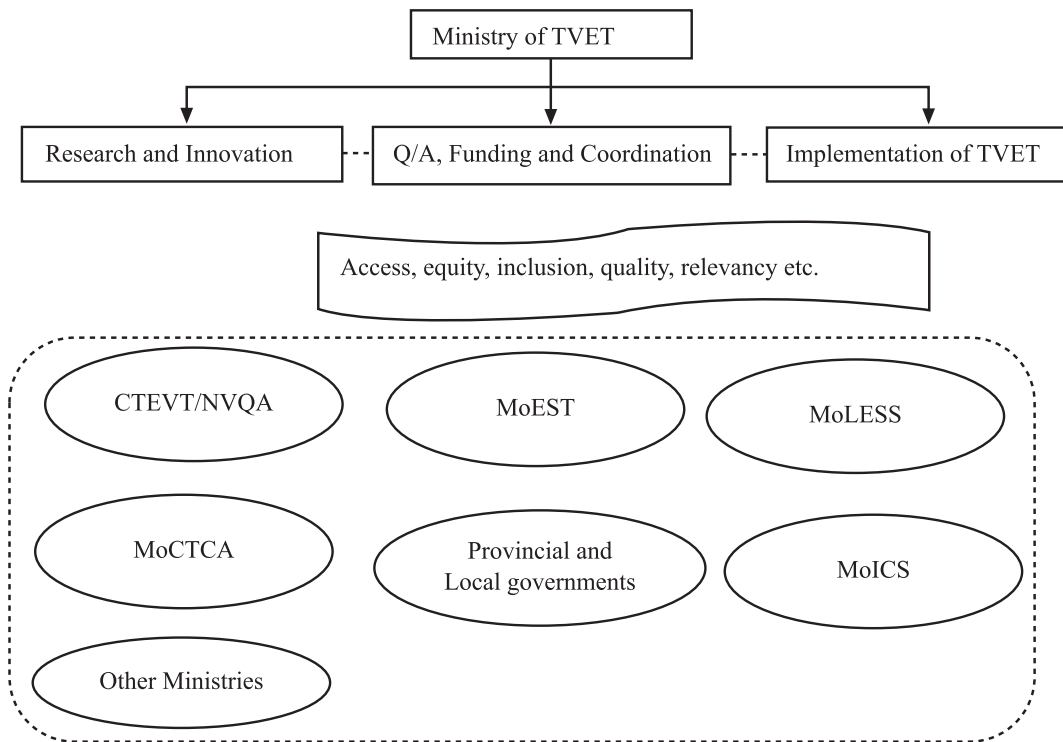 Ministry of TVET
Research and Innovation
Q/A, Funding and Coordination
Implementation of TVET
Access, equity, inclusion, quality, relevancy etc.
CTEVT/NVQA
MoEST
MoLESS
MoCTCA
Provincial and
Local governments
MoICS
Other Ministries